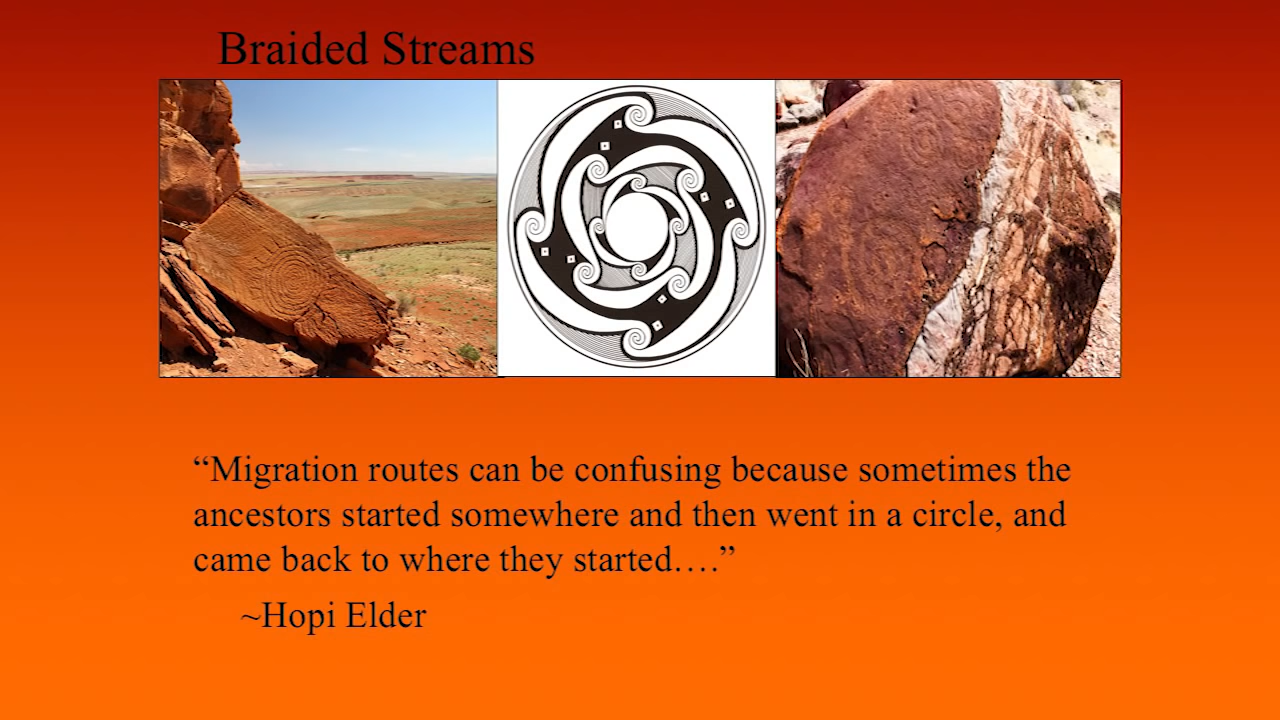 Braided Streams
“Migration routes can be confusing because sometimes the
ancestors started somewhere and then went in a circle, and
came back to where they started….”
~Hopi Elder